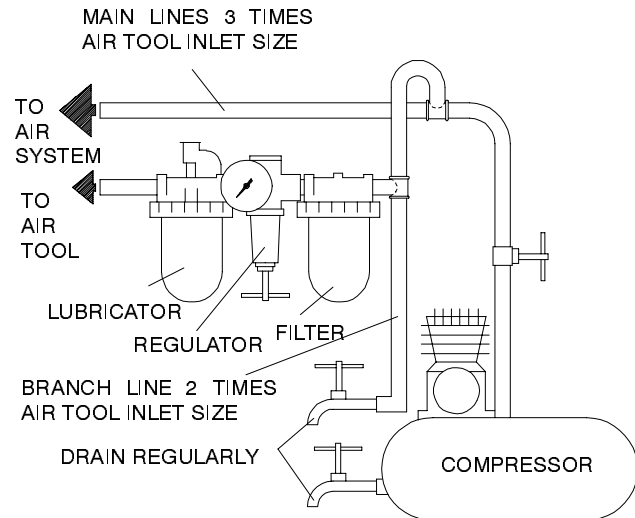 MAIN LINES 3 TIMES
AIR TOOL INLET SIZE
TO
AIR
SYSTEM
TO
AIR
TOOL
LUBRICATOR
REGULATOR
FILTER
BRANCH LINE 2 TIMES
AIR TOOL INLET SIZE
DRAIN REGULARLY
COMPRESSOR